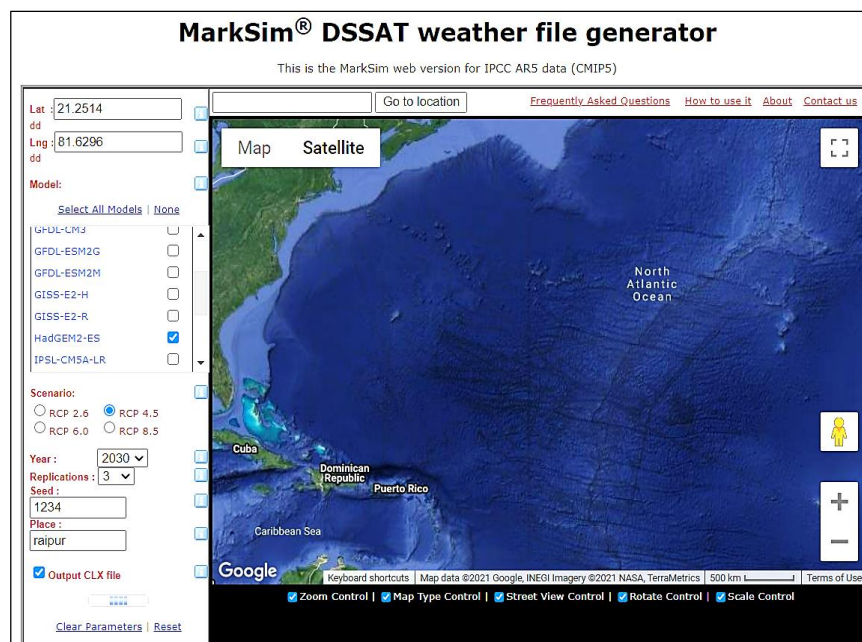 MarkSim® DSSAT weather file generator
This is the MarkSim web version for IPCC AR5 data (CMIP5)
Lat : 21.2514
dd
Lng : 81.6296
dd
Model:
Select All Models | None
GFDL-CM3
GFDL-ESM2G
GFDL-ESM2M
GISS-E2-H
GISS-E2-R
HadGEM2-ES
IPSL-CM5A-LR
Scenario:
RCP 2.6 RCP 4.5
RCP 6.0 RCP 8.5
Year : 2030
Replications : 3
Seed :
1234
Place :
raipur
Output CLX file
Clear Parameters | Reset
Go to location
Frequently Asked Questions How to use it About Contact us
Map Satellite
North
Atlantic
Ocean
Cuba
Dominican
Republic
Puerto Rico
Caribbean Sea
Google
Keyboard shortcuts Map data ©2021 Google, INEGI Imagery ©2021 NASA, TerraMetrics 500 km Terms of Use
Zoom Control | Map Type Control | Street View Control | Rotate Control | Scale Control